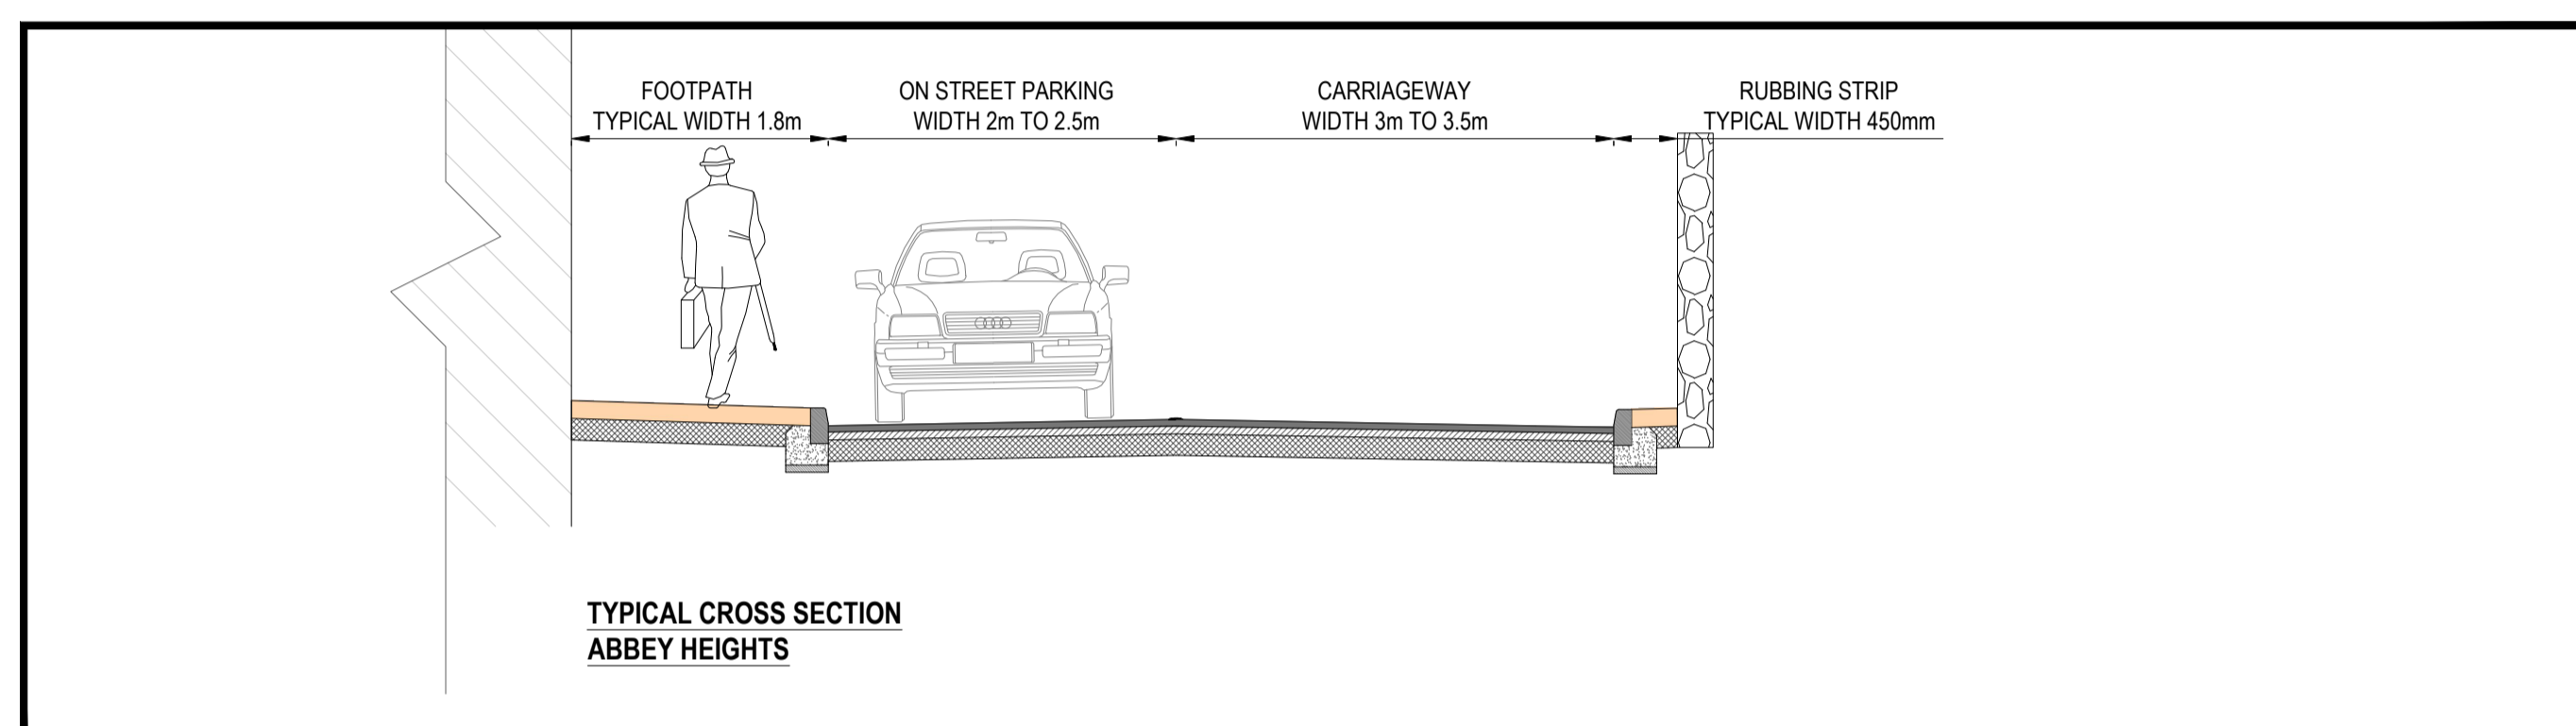 FOOTPATH
TYPICAL WIDTH 1.8m
ON STREET PARKING
WIDTH 2m TO 2.5m
CARRIAGEWAY
WIDTH 3m TO 3.5m
RUBBING STRIP
TYPICAL WIDTH 450mm
TYPICAL CROSS SECTION
ABBEY HEIGHTS